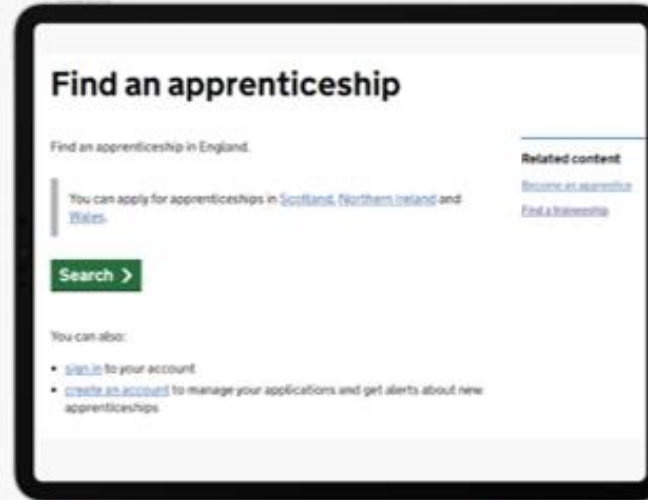 Find an apprenticeship
Find an apprenticeship in England.
You can apply for apprenticeships in Scotland, Northern Ireland and
Wales.
Search >
You can also:
• sign in to your account
• create an account to manage your applications and get alerts about new
apprenticeships
Related content
Become an apprentice
Find a traineeship